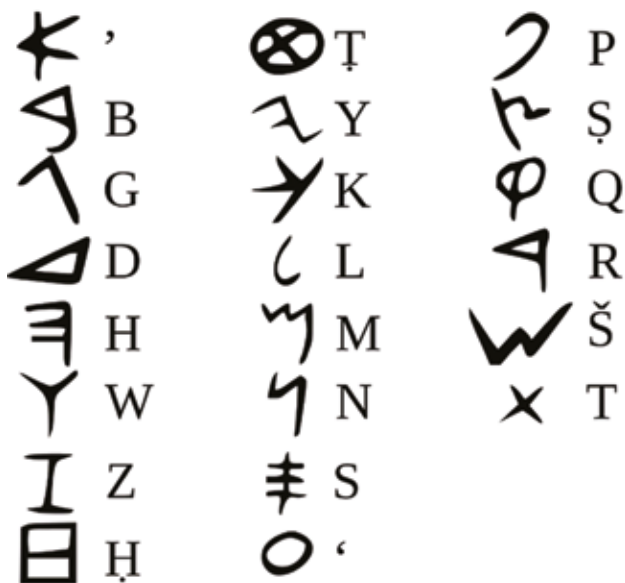 𐤀 ʼ
𐤁 B
𐤂 G
𐤃 D
𐤄 H
𐤅 W
𐤆 Z
𐤇 Ḥ
𐤈 Ṭ
𐤉 Y
𐤊 K
𐤋 L
𐤌 M
𐤍 N
𐤎 S
𐤏 ʻ
𐤐 P
𐤑 Ṣ
𐤒 Q
𐤓 R
𐤔 Š
𐤕 T